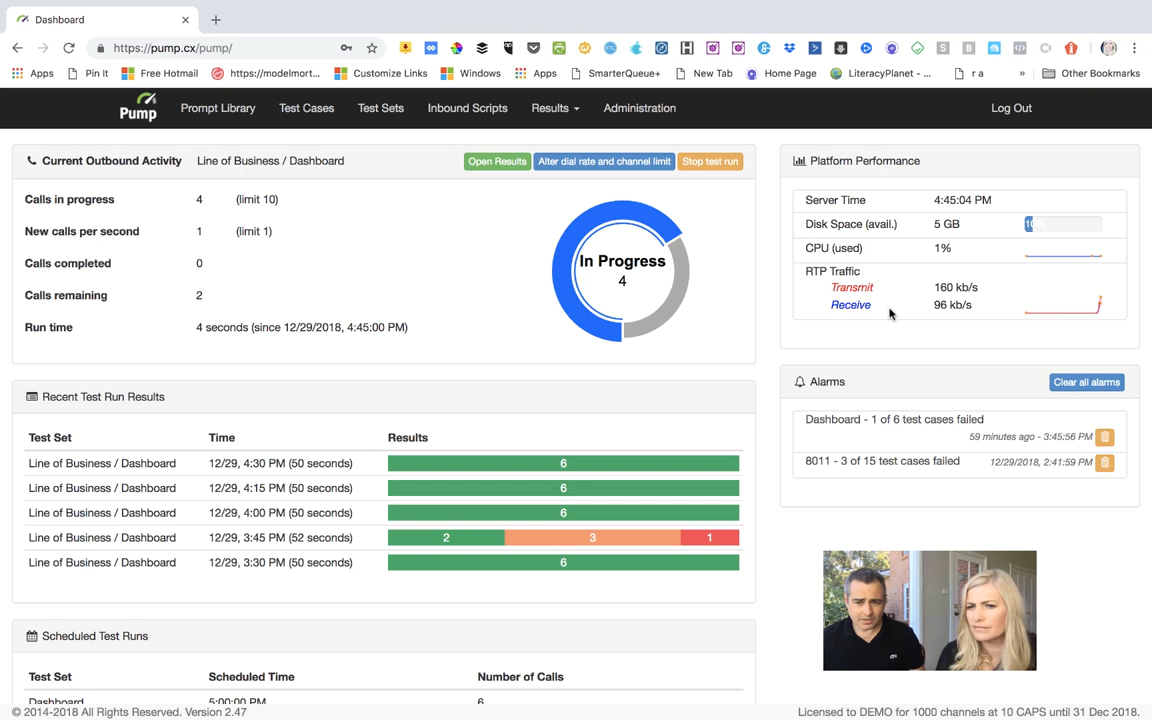 Dashboard
https://pump.cx/pump/
Apps
Pin It
Free Hotmail
https://modelmort...
Customize Links
Windows
Apps
SmarterQueue+
New Tab
Home Page
LiteracyPlanet - ...
r a
»
Other Bookmarks
Pump
Prompt Library
Test Cases
Test Sets
Inbound Scripts
Results
Administration
Log Out
Current Outbound Activity
Line of Business / Dashboard
Open Results
Alter dial rate and channel limit
Stop test run
Calls in progress 4 (limit 10)
New calls per second 1 (limit 1)
Calls completed 0
Calls remaining 2
Run time 4 seconds (since 12/29/2018, 4:45:00 PM)
In Progress
4
Platform Performance
Server Time 4:45:04 PM
Disk Space (avail.) 5 GB
CPU (used) 1%
RTP Traffic
Transmit 160 kb/s
Receive 96 kb/s
Alarms
Clear all alarms
Dashboard - 1 of 6 test cases failed
59 minutes ago - 3:45:56 PM
8011 - 3 of 15 test cases failed 12/29/2018, 2:41:59 PM
Recent Test Run Results
Test Set Time Results
Line of Business / Dashboard 12/29, 4:30 PM (50 seconds) 6
Line of Business / Dashboard 12/29, 4:15 PM (50 seconds) 6
Line of Business / Dashboard 12/29, 4:00 PM (50 seconds) 6
Line of Business / Dashboard 12/29, 3:45 PM (52 seconds) 2 3 1
Line of Business / Dashboard 12/29, 3:30 PM (50 seconds) 6
Scheduled Test Runs
Test Set Scheduled Time Number of Calls
Dashboard 5:00:00 PM 6
© 2014-2018 All Rights Reserved. Version 2.47
Licensed to DEMO for 1000 channels at 10 CAPS until 31 Dec 2018.